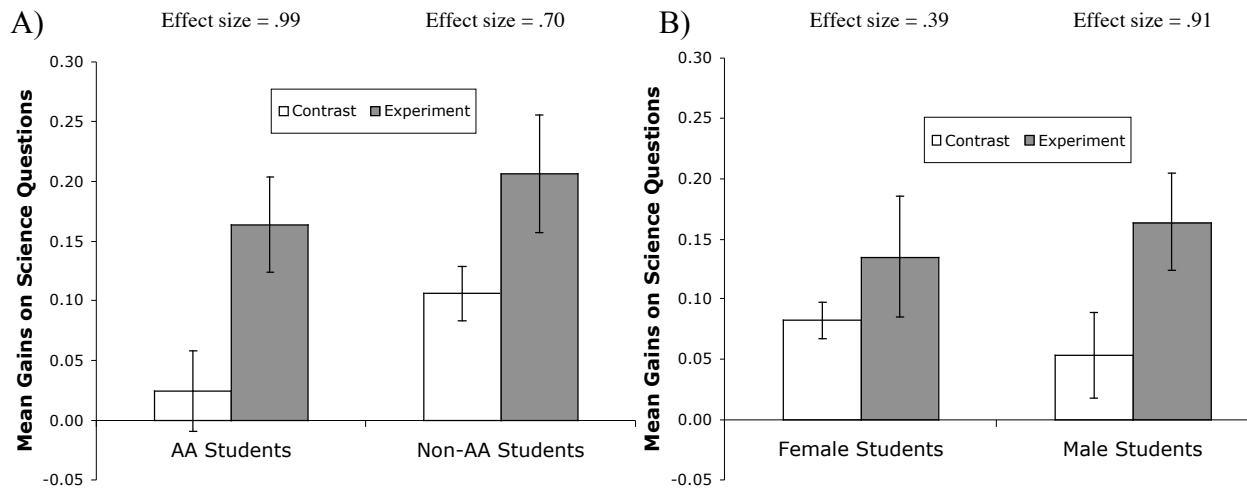 A)
Effect size = .99
Effect size = .70
Mean Gains on Science Questions
0.30
0.25
0.20
0.15
0.10
0.05
0.00
-0.05
Contrast
Experiment
AA Students
Non-AA Students
B)
Effect size = .39
Effect size = .91
Mean Gains on Science Questions
0.30
0.25
0.20
0.15
0.10
0.05
0.00
-0.05
Contrast
Experiment
Female Students
Male Students